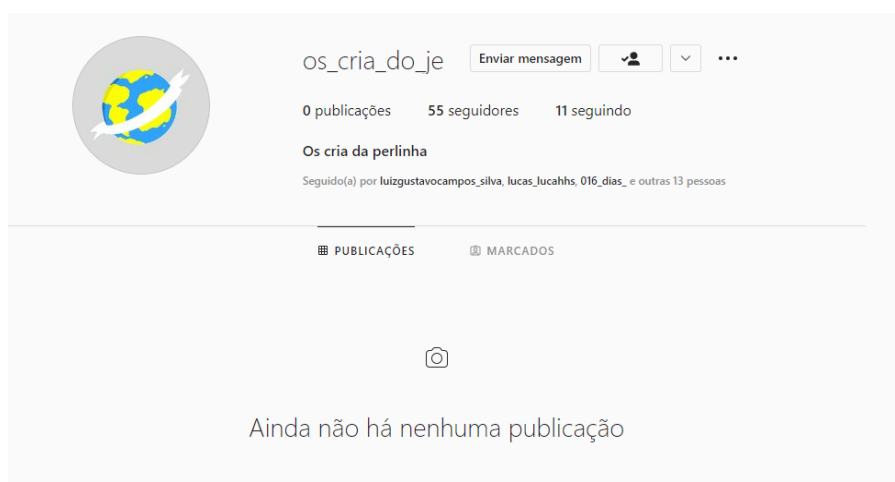 os_cria_do_je Enviar mensagem
0 publicações 55 seguidores 11 seguindo
Os cria da perlinha
Seguido(a) por luizgustavocampos_silva, lucas_lucahhs, 016_dias_ e outras 13 pessoas
PUBLICAÇÕES MARCADOS
Ainda não há nenhuma publicação